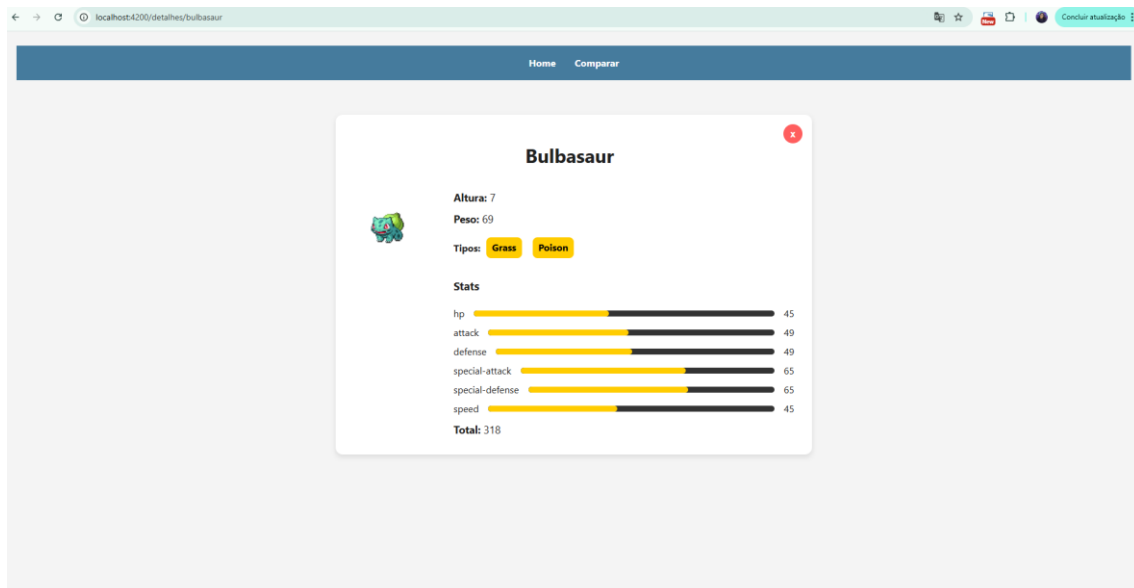 localhost:4200/detalhes/bulbasaur
New
Concluir atualização
Home Comparar
x
Bulbasaur
Altura: 7
Peso: 69
Tipos: Grass Poison
Stats
hp 45
attack 49
defense 49
special-attack 65
special-defense 65
speed 45
Total: 318